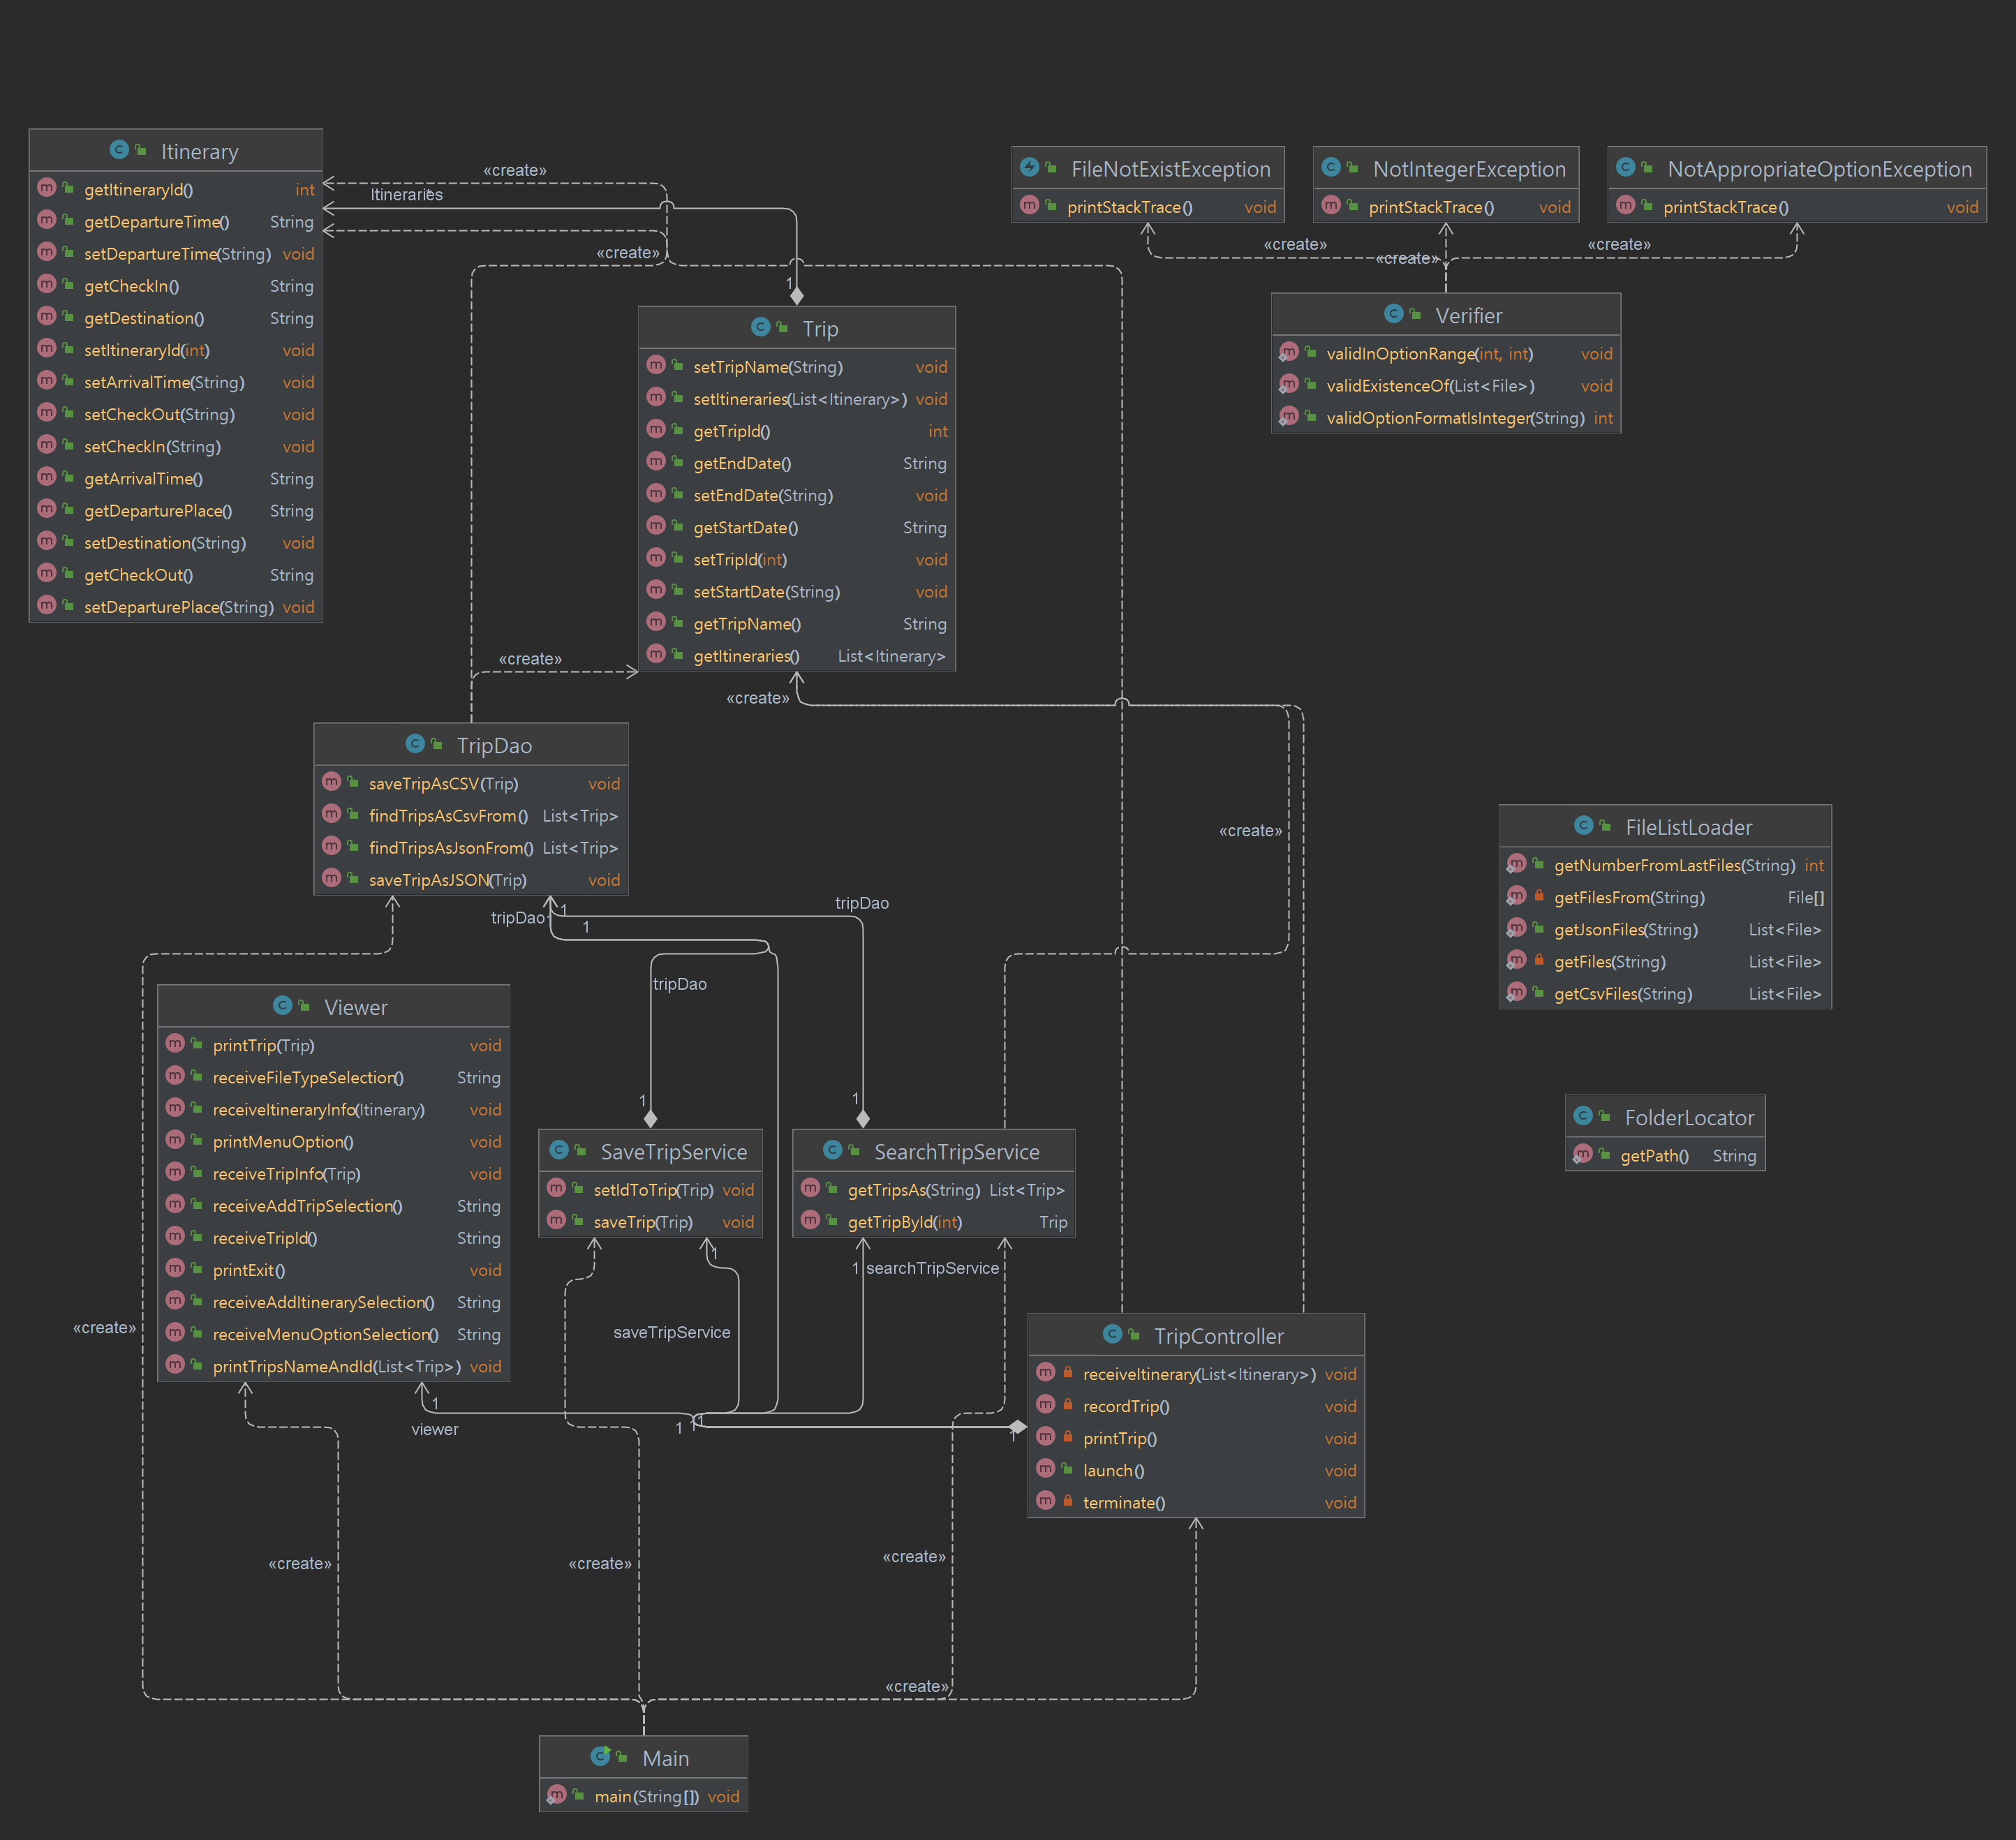 Itinerary
getItineraryId() int
getDepartureTime() String
setDepartureTime(String) void
getCheckIn() String
getDestination() String
setItineraryId(int) void
setArrivalTime(String) void
setCheckOut(String) void
setCheckIn(String) void
getArrivalTime() String
getDeparturePlace() String
setDestination(String) void
getCheckOut() String
setDeparturePlace(String) void
«create»
Itineraries
«create»
1
Trip
setTripName(String) void
setItineraries(List<Itinerary>) void
getTripId() int
getEndDate() String
setEndDate(String) void
getStartDate() String
setTripId(int) void
setStartDate(String) void
getTripName() String
getItineraries() List<Itinerary>
FileNotExistException
printStackTrace() void
NotIntegerException
printStackTrace() void
NotAppropriateOptionException
printStackTrace() void
«create»
«create»
«create»
Verifier
validInOptionRange(int, int) void
validExistenceOf(List<File>) void
validOptionFormatIsInteger(String) int
«create»
«create»
TripDao
saveTripAsCSV(Trip) void
findTripsAsCsvFrom() List<Trip>
findTripsAsJsonFrom() List<Trip>
saveTripAsJSON(Trip) void
«create»
FileListLoader
getNumberFromLastFiles(String) int
getFilesFrom(String) File[]
getJsonFiles(String) List<File>
getFiles(String) List<File>
getCsvFiles(String) List<File>
tripDao
1
1
tripDao
tripDao
Viewer
printTrip(Trip) void
receiveFileTypeSelection() String
receiveItineraryInfo(Itinerary) void
printMenuOption() void
receiveTripInfo(Trip) void
receiveAddTripSelection() String
receiveTripId() String
printExit() void
receiveAddItinerarySelection() String
receiveMenuOptionSelection() String
printTripsNameAndId(List<Trip>) void
1
1
SaveTripService
setIdToTrip(Trip) void
saveTrip(Trip) void
SearchTripService
getTripsAs(String) List<Trip>
getTripById(int) Trip
FolderLocator
getPath() String
1
1
searchTripService
«create»
saveTripService
TripController
receiveItinerary(List<Itinerary>) void
recordTrip() void
printTrip() void
launch() void
terminate() void
1
viewer
1
1
1
1
«create»
«create»
«create»
«create»
Main
main(String[]) void